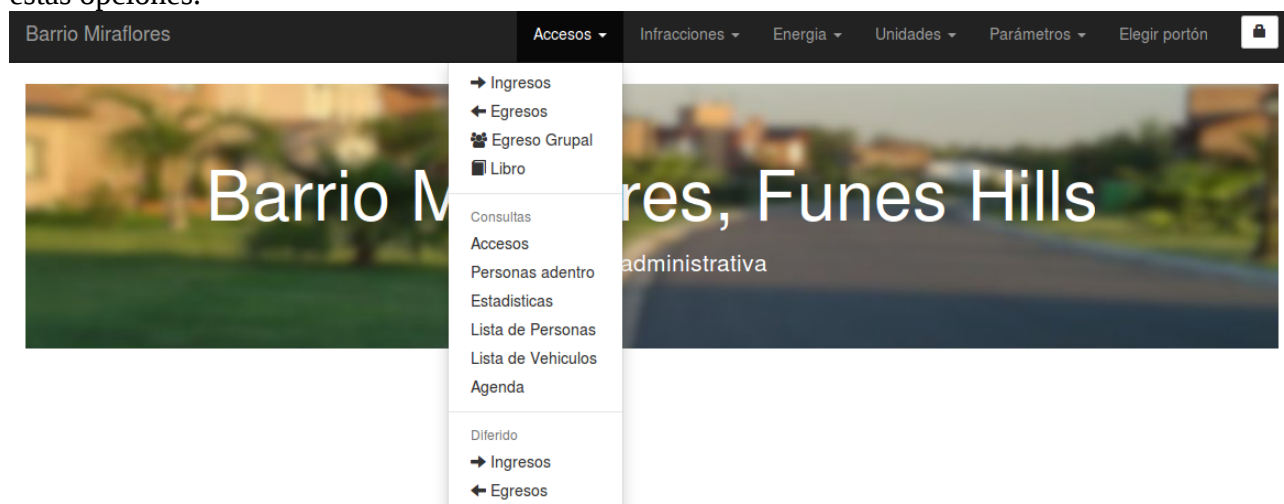 estas opciones.
Barrio Miraflores Accesos Infracciones Energia Unidades Parámetros Elegir portón
Ingresos
Egresos
Egreso Grupal
Libro
Barrio M res, Funes Hills
Consultas
Accesos
administrativa
Personas adentro
Estadisticas
Lista de Personas
Lista de Vehiculos
Agenda
Diferido
Ingresos
Egresos